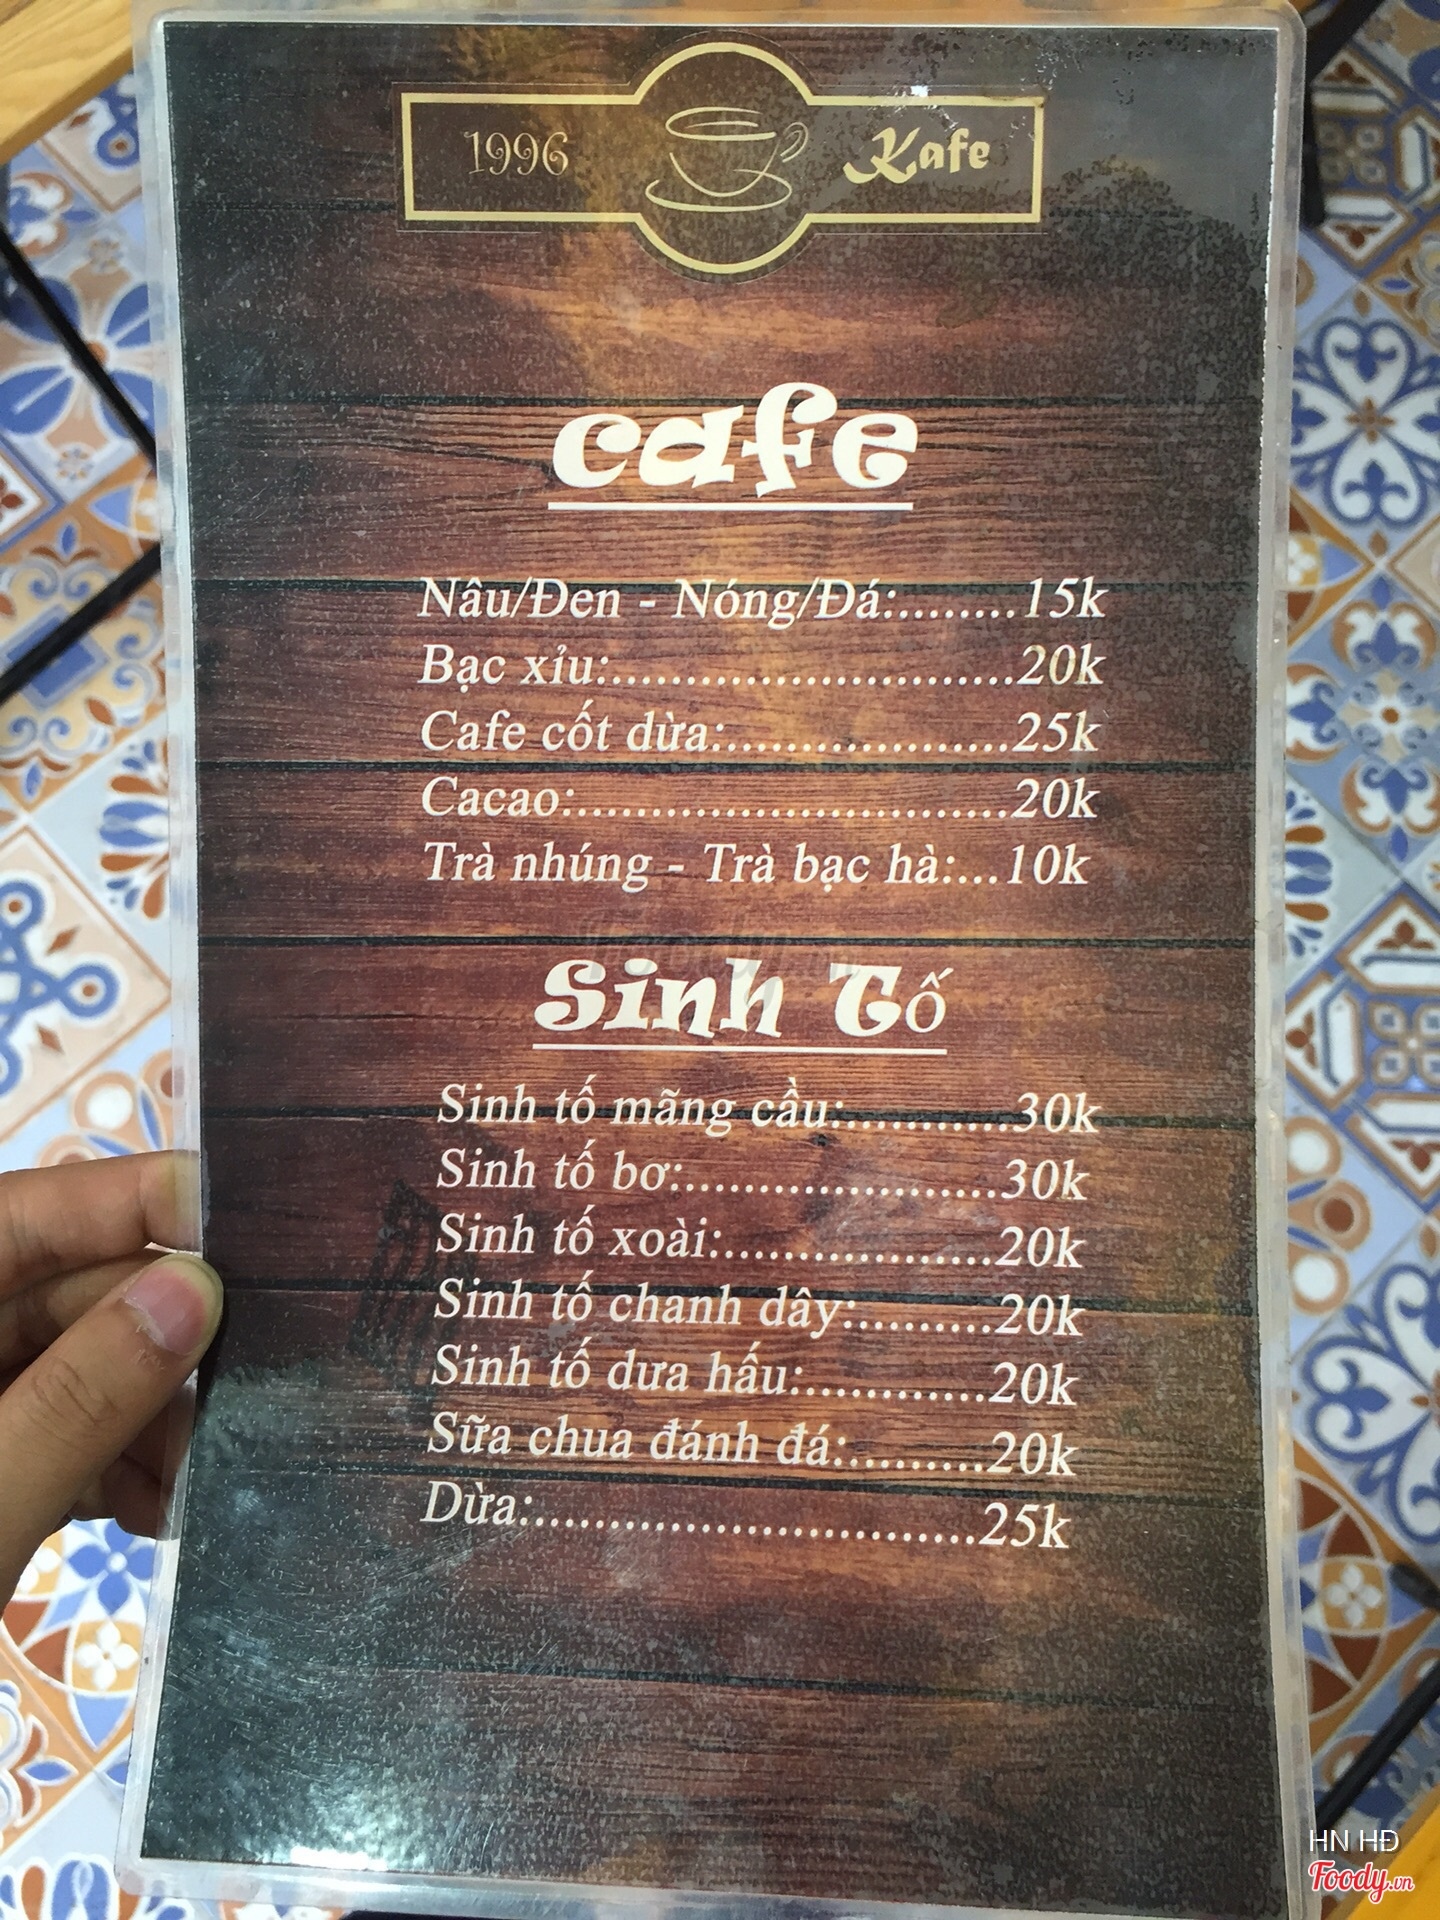 1996 Kafe
cafe
Nâu/Đen - Nóng/Đá:........15k
Bạc xỉu:............................20k
Cafe cốt dừa:....................25k
Cacao:..............................20k
Trà nhúng - Trà bạc hà:...10k
Sinh Tố
Sinh tố mãng cầu:............30k
Sinh tố bơ:.......................30k
Sinh tố xoài:....................20k
Sinh tố chanh dây:..........20k
Sinh tố dưa hấu:.............20k
Sữa chua đánh đá:..........20k
Dừa:................................25k
HN HĐ
Foody.vn